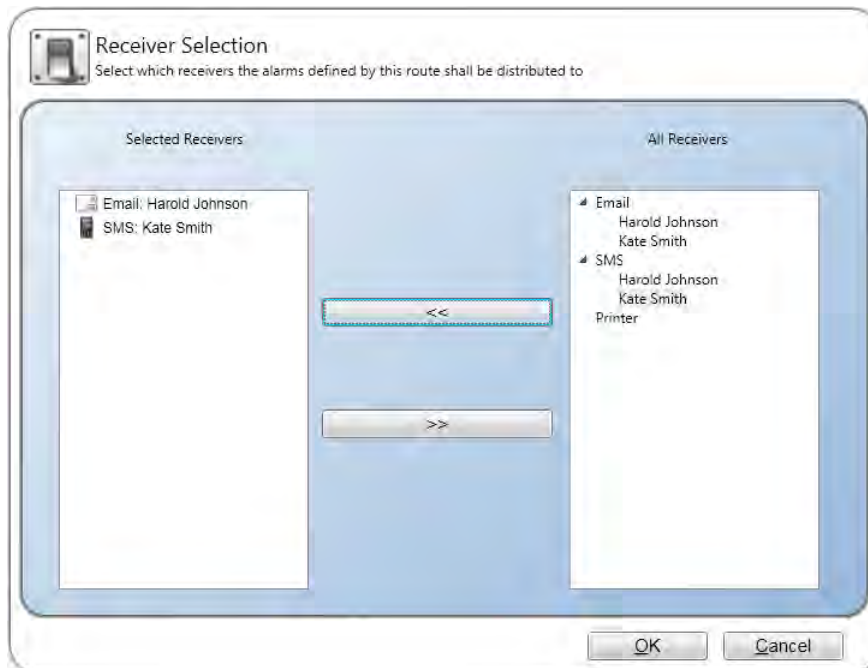 Receiver Selection
Select which receivers the alarms defined by this route shall be distributed to
Selected Receivers
Email: Harold Johnson
SMS: Kate Smith
<<
>>
All Receivers
Email
Harold Johnson
Kate Smith
SMS
Harold Johnson
Kate Smith
Printer
OK
Cancel